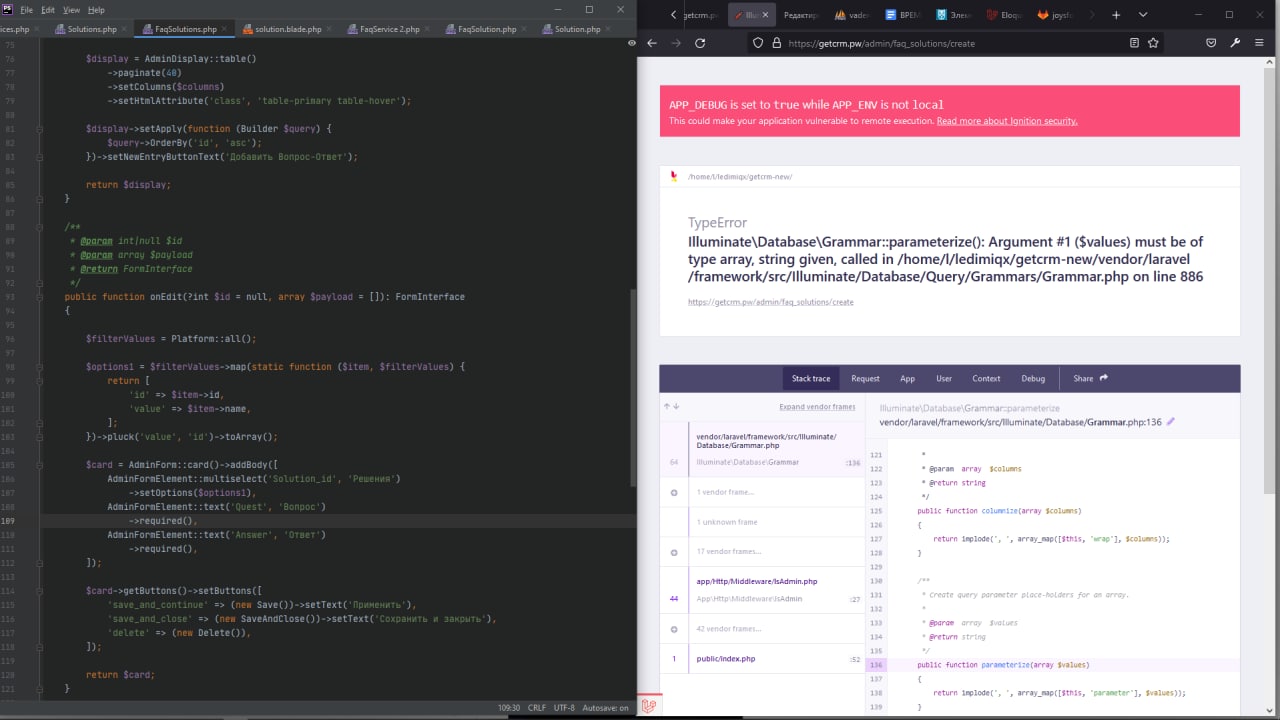 PS File Edit View Help
ces.php Solutions.php FaqSolutions.php solution.blade.php FaqService 2.php FaqSolution.php Solution.php
75
76 $display = AdminDisplay::table()
77 ->paginate(40)
78 ->setColumns($columns)
79 ->setHtmlAttribute('class', 'table-primary table-hover');
80
81 $display->setApply(function (Builder $query) {
82 $query->OrderBy('id', 'asc');
83 })->setNewEntryButtonText('Добавить Вопрос-Ответ');
84
85 return $display;
86 }
87
88 /**
89 * @param int|null $id
90 * @param array $payload
91 * @return FormInterface
92 */
93 public function onEdit(?int $id = null, array $payload = []): FormInterface
94 {
95
96 $filterValues = Platform::all();
97
98 $options1 = $filterValues->map(static function ($item, $filterValues) {
99 return [
100 'id' => $item->id,
101 'value' => $item->name,
102 ];
103 })->pluck('value', 'id')->toArray();
104
105 $card = AdminForm::card()->addBody([
106 AdminFormElement::multiselect('Solution_id', 'Решения')
107 ->setOptions($options1),
108 AdminFormElement::text('Quest', 'Вопрос')
109 ->required(),
110 AdminFormElement::text('Answer', 'Ответ')
111 ->required(),
112 ]);
113
114 $card->getButtons()->setButtons([
115 'save_and_continue' => (new Save())->setText('Применить'),
116 'save_and_close' => (new SaveAndClose())->setText('Сохранить и закрыть'),
117 'delete' => (new Delete()),
118 ]);
119
120 return $card;
121 }
109:30 CRLF UTF-8 Autosave: on
getcrm.p Illum Редакти vade ВРЕМ Эле Eloqu joysfo
https://getcrm.pw/admin/faq_solutions/create
APP_DEBUG is set to true while APP_ENV is not local
This could make your application vulnerable to remote execution. Read more about Ignition security.
/home/l/ledimiqx/getcrm-new/
TypeError
Illuminate\Database\Grammar::parameterize(): Argument #1 ($values) must be of
type array, string given, called in /home/l/ledimiqx/getcrm-new/vendor/laravel
/framework/src/Illuminate/Database/Query/Grammars/Grammar.php on line 886
https://getcrm.pw/admin/faq_solutions/create
Stack trace Request App User Context Debug Share
Expand vendor frames
vendor/laravel/framework/src/Illuminate/
Database/Grammar.php
64 Illuminate\Database\Grammar :136
1 vendor frame…
1 unknown frame
17 vendor frames…
app/Http/Middleware/IsAdmin.php
44 App\Http\Middleware\IsAdmin :27
42 vendor frames…
1 public/index.php :52
Illuminate\Database\Grammar::parameterize
vendor/laravel/framework/src/Illuminate/Database/Grammar.php:136
121 *
122 * @param array $columns
123 * @return string
124 */
125 public function columnize(array $columns)
126 {
127 return implode(', ', array_map([$this, 'wrap'], $columns));
128 }
129
130 /**
131 * Create query parameter place-holders for an array.
132 *
133 * @param array $values
134 * @return string
135 */
136 public function parameterize(array $values)
137 {
138 return implode(', ', array_map([$this, 'parameter'], $values));
139 }